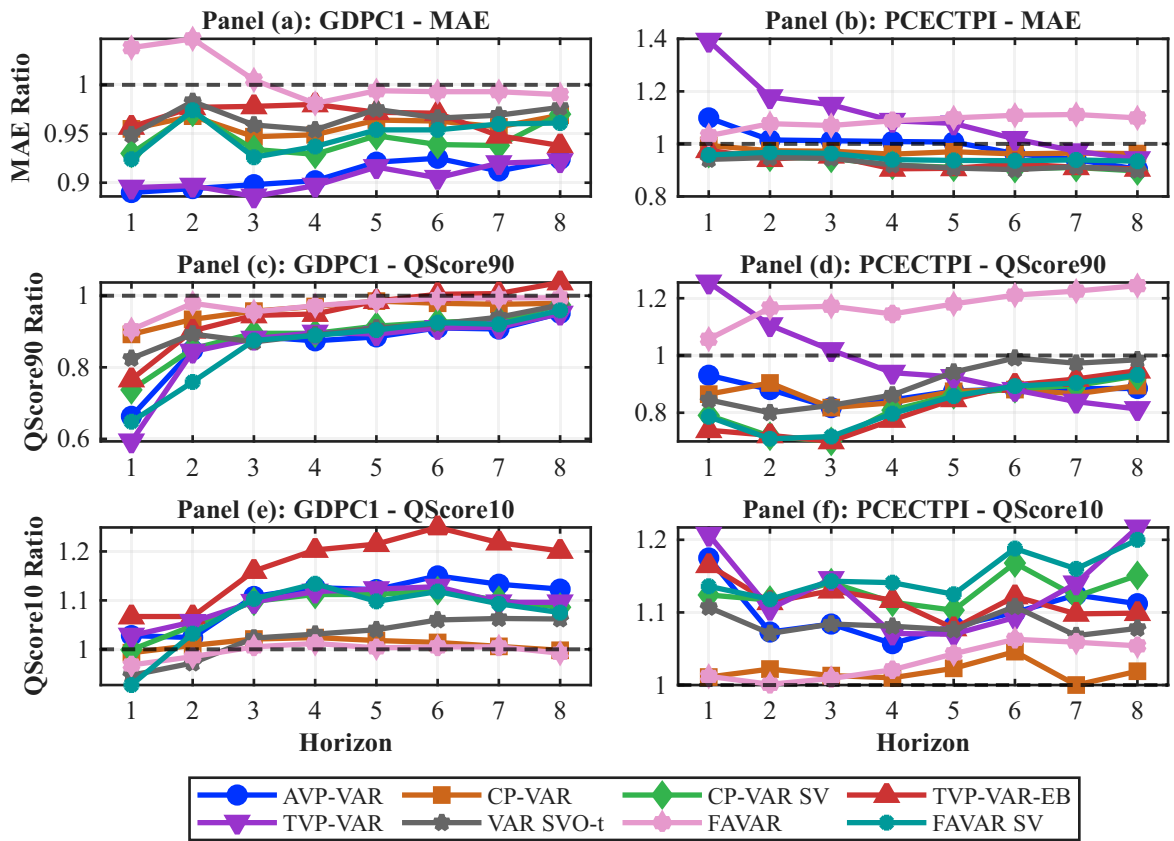 Panel (a): GDPC1 - MAE
MAE Ratio
1
0.95
0.9
1 2 3 4 5 6 7 8
Panel (b): PCECTPI - MAE
1.4
1.2
1
0.8
1 2 3 4 5 6 7 8
Panel (c): GDPC1 - QScore90
QScore90 Ratio
1
0.8
0.6
1 2 3 4 5 6 7 8
Panel (d): PCECTPI - QScore90
1.2
1
0.8
1 2 3 4 5 6 7 8
Panel (e): GDPC1 - QScore10
QScore10 Ratio
1.2
1.1
1
1 2 3 4 5 6 7 8
Horizon
Panel (f): PCECTPI - QScore10
1.2
1.1
1
1 2 3 4 5 6 7 8
Horizon
AVP-VAR CP-VAR CP-VAR SV TVP-VAR-EB
TVP-VAR VAR SVO-t FAVAR FAVAR SV